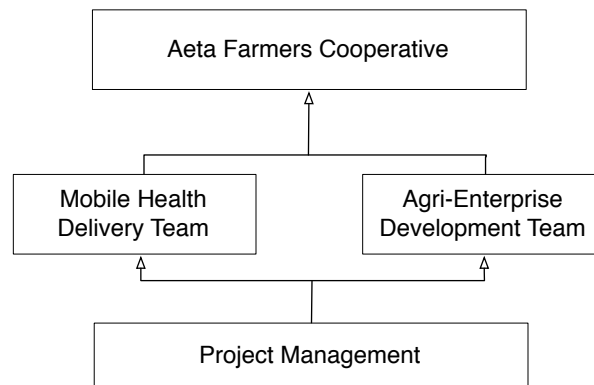 Aeta Farmers Cooperative
Mobile Health
Delivery Team
Agri-Enterprise
Development Team
Project Management